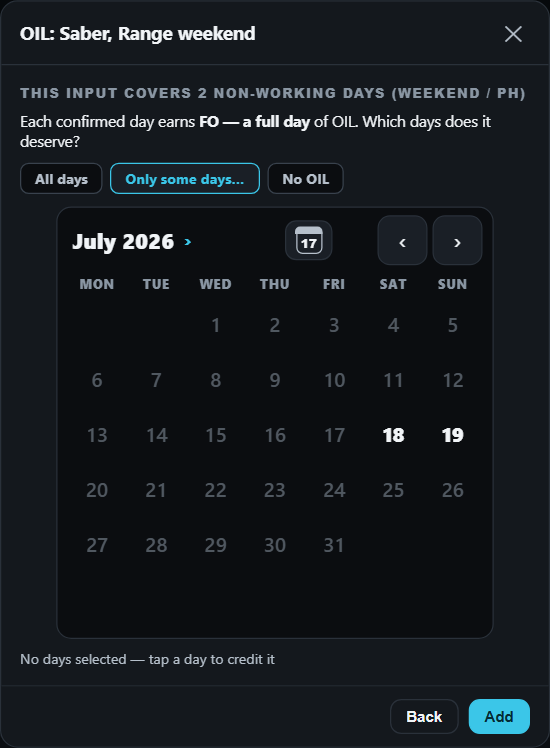 OIL: Saber, Range weekend
THIS INPUT COVERS 2 NON-WORKING DAYS (WEEKEND / PH)
Each confirmed day earns FO — a full day of OIL. Which days does it
deserve?
All days Only some days... No OIL
July 2026 › 17 ‹ ›
MON TUE WED THU FRI SAT SUN
1 2 3 4 5
6 7 8 9 10 11 12
13 14 15 16 17 18 19
20 21 22 23 24 25 26
27 28 29 30 31
No days selected — tap a day to credit it
Back Add